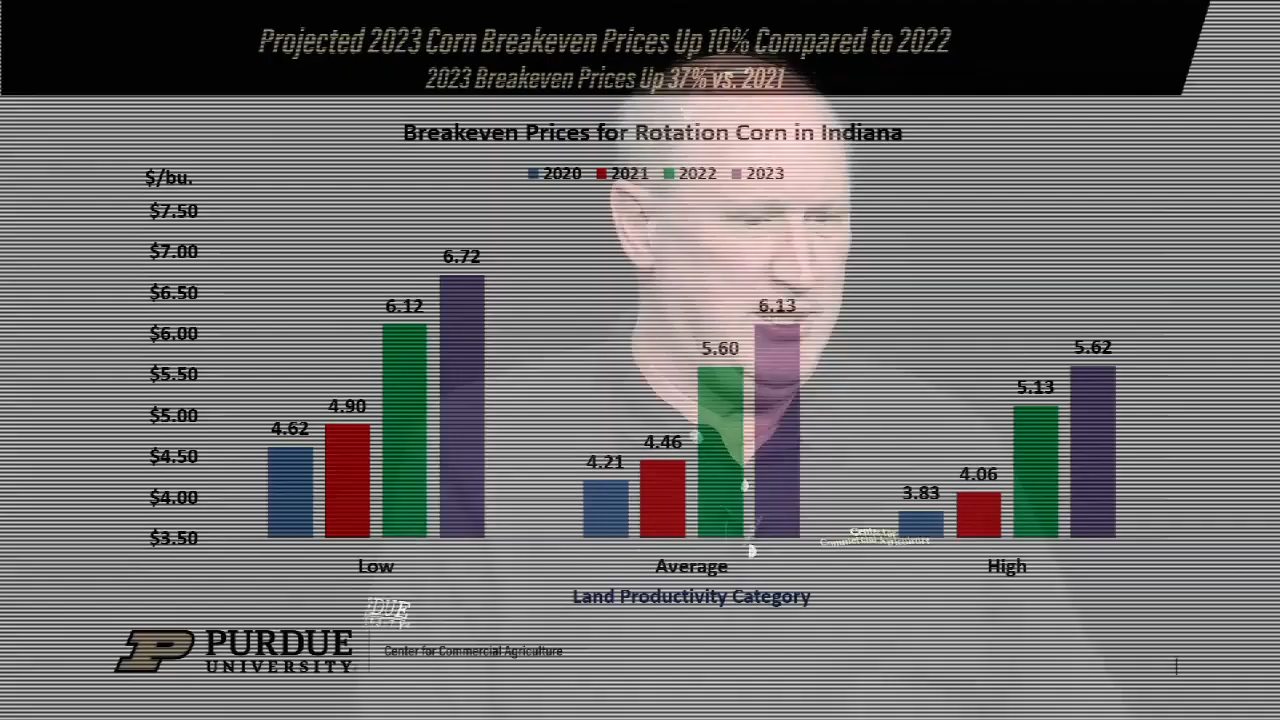 Projected 2023 Corn Breakeven Prices Up 10% Compared to 2022
2023 Breakeven Prices Up 37% vs. 2021
Breakeven Prices for Rotation Corn in Indiana
$/bu.
2020 2021 2022 2023
$7.50
$7.00
$6.50
$6.00
$5.50
$5.00
$4.50
$4.00
$3.50
4.62
4.90
6.12
6.72
4.21
4.46
5.60
6.13
3.83
4.06
5.13
5.62
Low Average High
Land Productivity Category
Commercial Agriculture
DUE
PURDUE
UNIVERSITY
Center for Commercial Agriculture